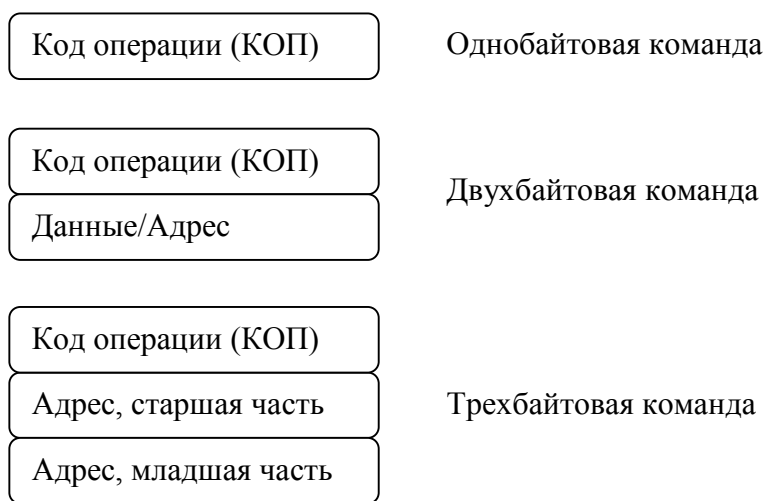 Код операции (КОП)
Однобайтовая команда
Код операции (КОП)
Двухбайтовая команда
Данные/Адрес
Код операции (КОП)
Адрес, старшая часть
Трехбайтовая команда
Адрес, младшая часть